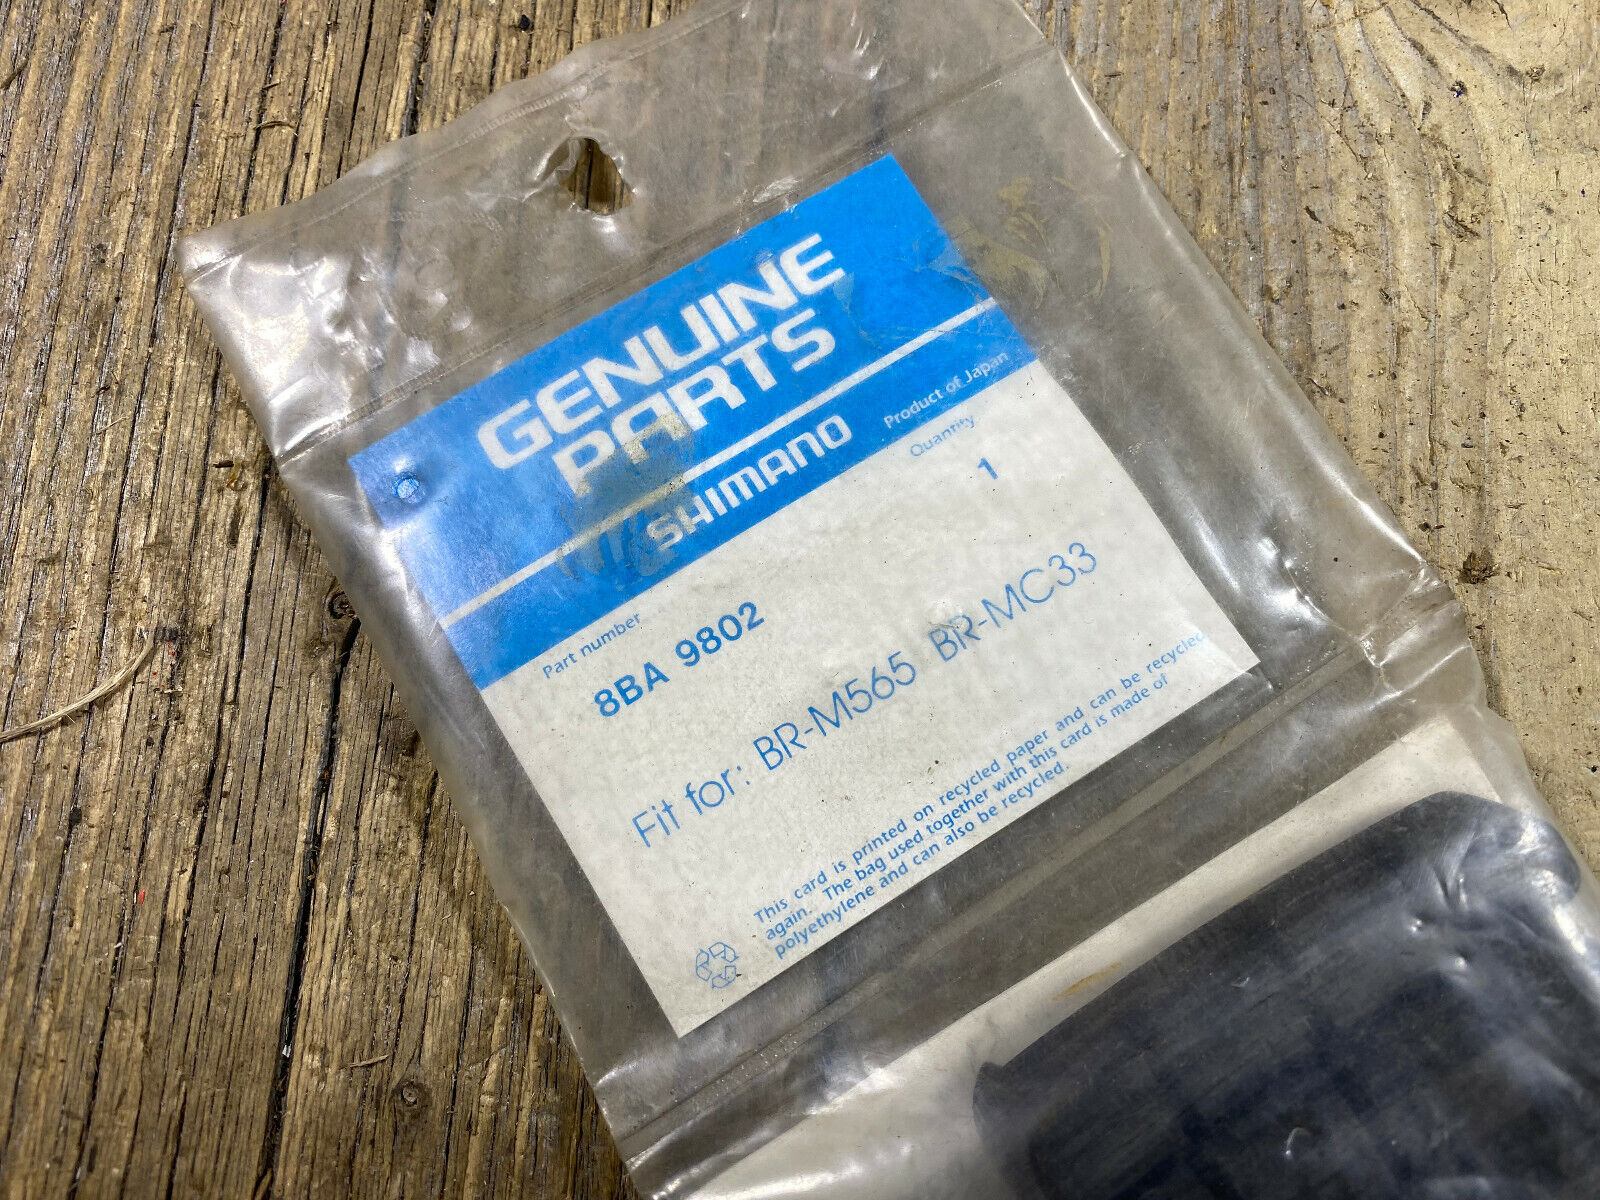 GENUINE
PARTS
SHIMANO
Product of Japan
Part number
Quantity
8BA 9802
1
Fit for: BR-M565 BR-MC33
This card is printed on recycled paper and can be recycled
again. The bag used together with this card is made of
polyethylene and can also be recycled.